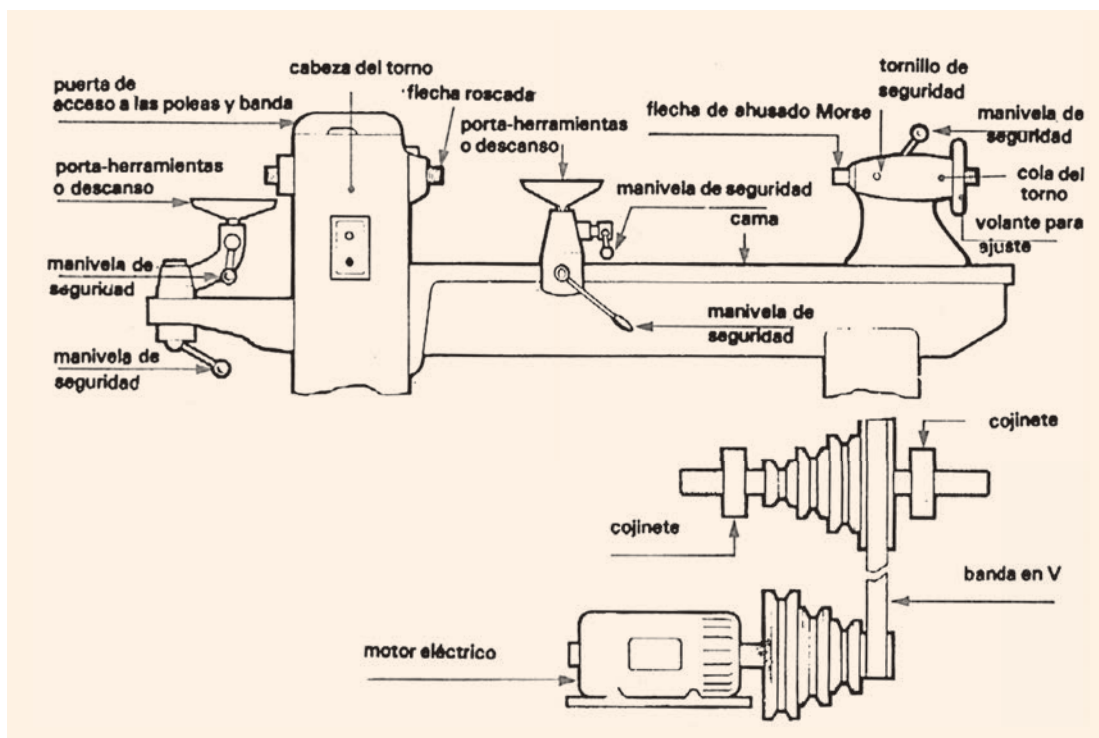 puerta de
acceso a las poleas y banda
cabeza del torno
flecha roscada
porta-herramientas
o descanso
flecha de ahusado Morse
tornillo de
seguridad
manivela de
seguridad
porta-herramientas
o descanso
manivela de seguridad
cama
cola del
torno
volante para
ajuste
manivela de
seguridad
manivela de
seguridad
manivela de
seguridad
cojinete
cojinete
banda en V
motor eléctrico